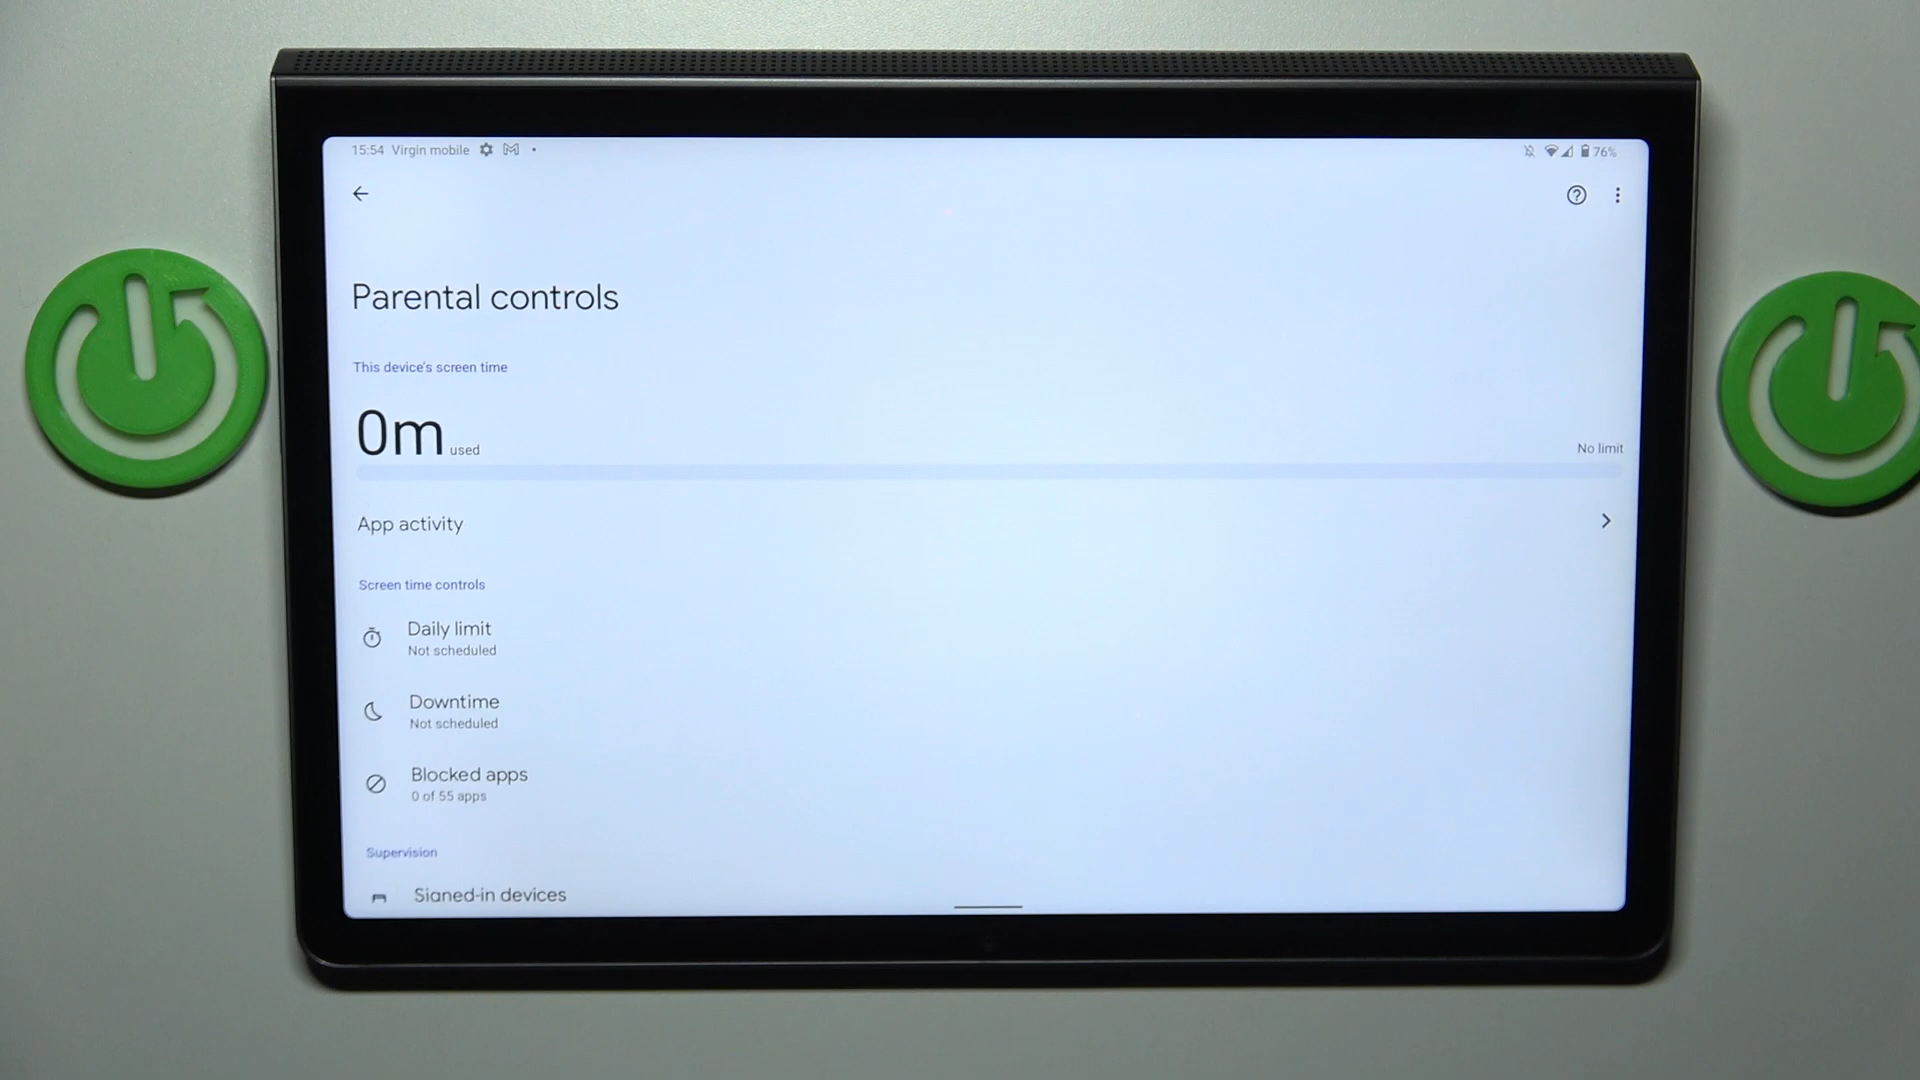 15:54 Virgin mobile
76%
Parental controls
This device's screen time
0m used
No limit
App activity
Screen time controls
Daily limit
Not scheduled
Downtime
Not scheduled
Blocked apps
0 of 55 apps
Supervision
Signed-in devices